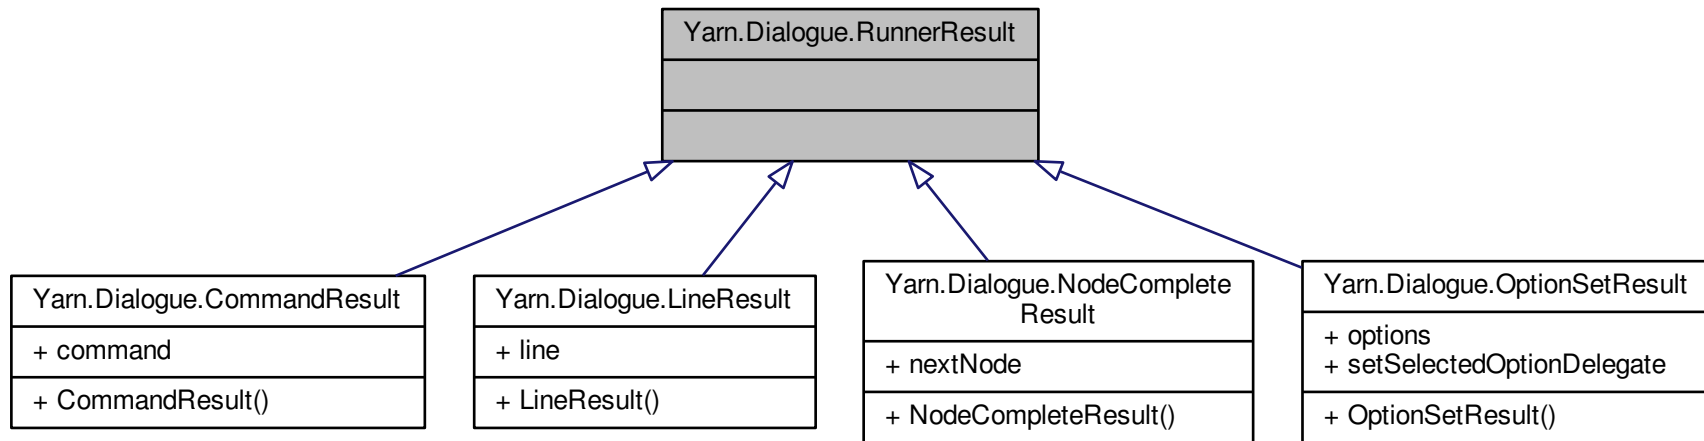 Yarn.Dialogue.RunnerResult
Yarn.Dialogue.CommandResult
+ command
+ CommandResult()
Yarn.Dialogue.LineResult
+ line
+ LineResult()
Yarn.Dialogue.NodeComplete
Result
+ nextNode
+ NodeCompleteResult()
Yarn.Dialogue.OptionSetResult
+ options
+ setSelectedOptionDelegate
+ OptionSetResult()